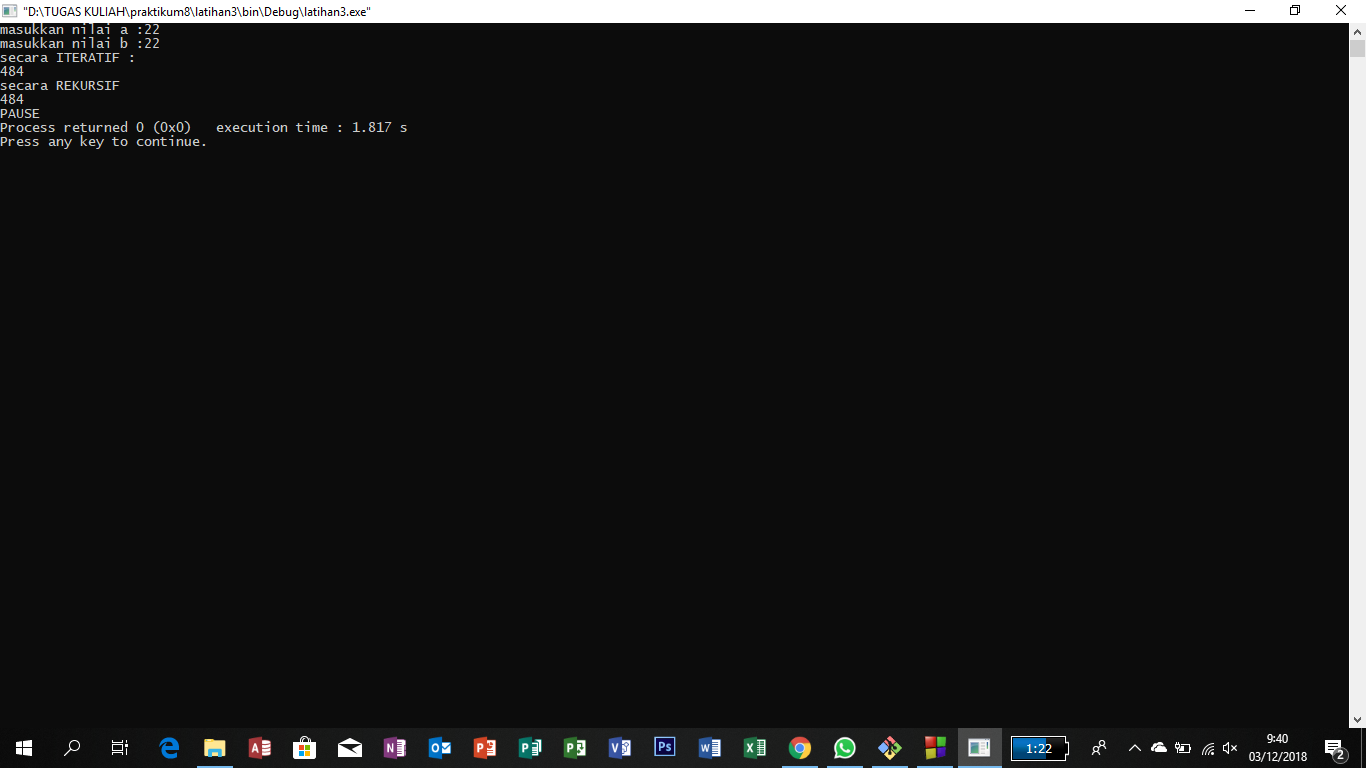 "D:\TUGAS KULIAH\praktikum8\latihan3\bin\Debug\latihan3.exe"
masukkan nilai a :22
masukkan nilai b :22
secara ITERATIF :
484
secara REKURSIF
484
PAUSE
Process returned 0 (0x0)   execution time : 1.817 s
Press any key to continue.
1:22
9:40
03/12/2018
2